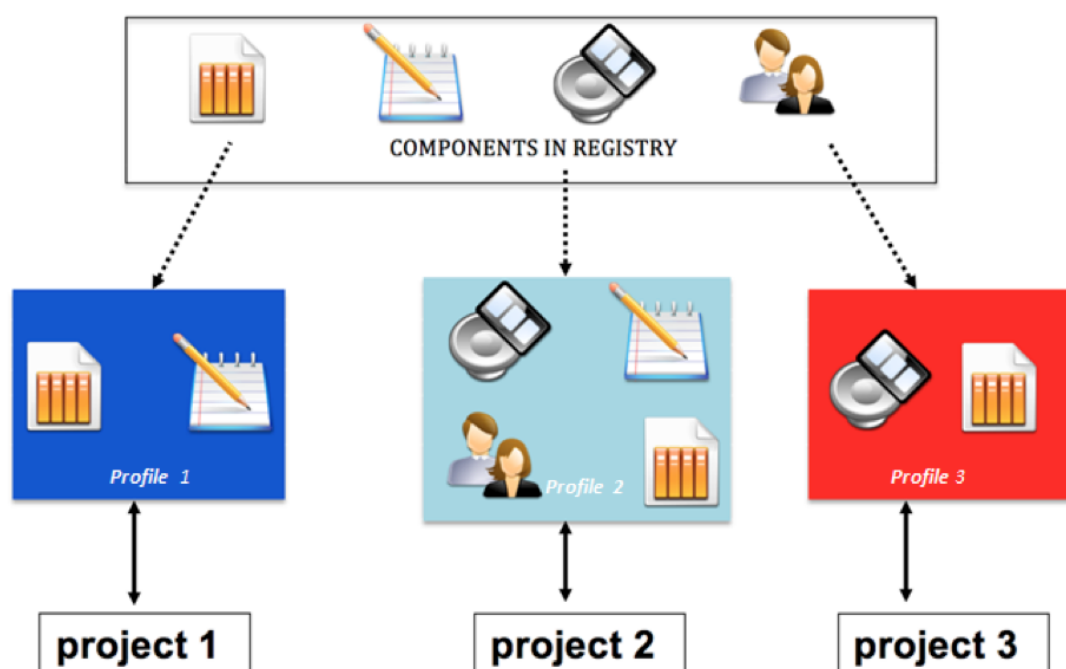 COMPONENTS IN REGISTRY
Profile 1
Profile 2
Profile 3
project 1
project 2
project 3